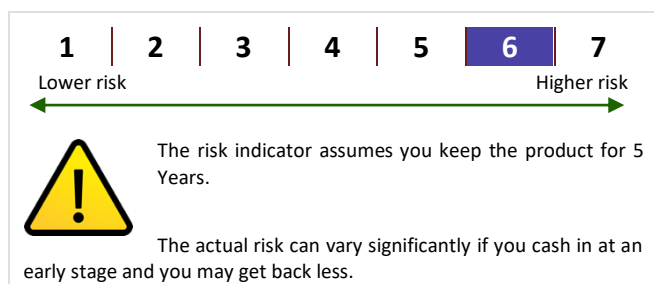 1 2 3 4 5 6 7
Lower risk Higher risk
The risk indicator assumes you keep the product for 5
Years.
The actual risk can vary significantly if you cash in at an
early stage and you may get back less.